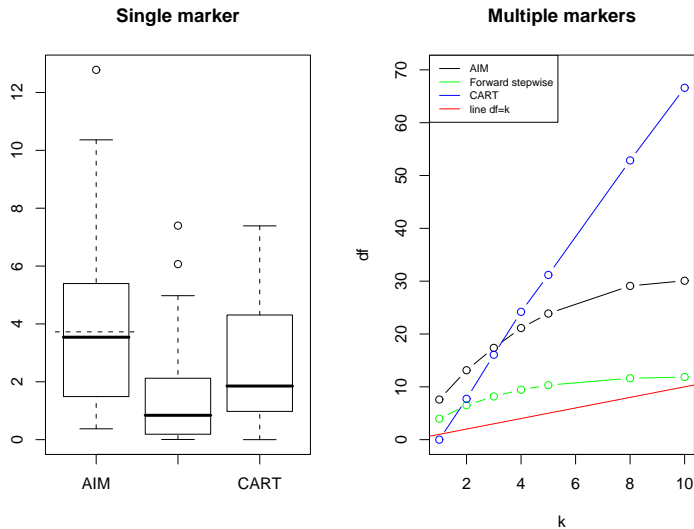 Single marker
0
2
4
6
8
10
12
AIM
CART
Multiple markers
AIM
Forward stepwise
CART
line df=k
df
0
10
20
30
40
50
60
70
2
4
6
8
10
k